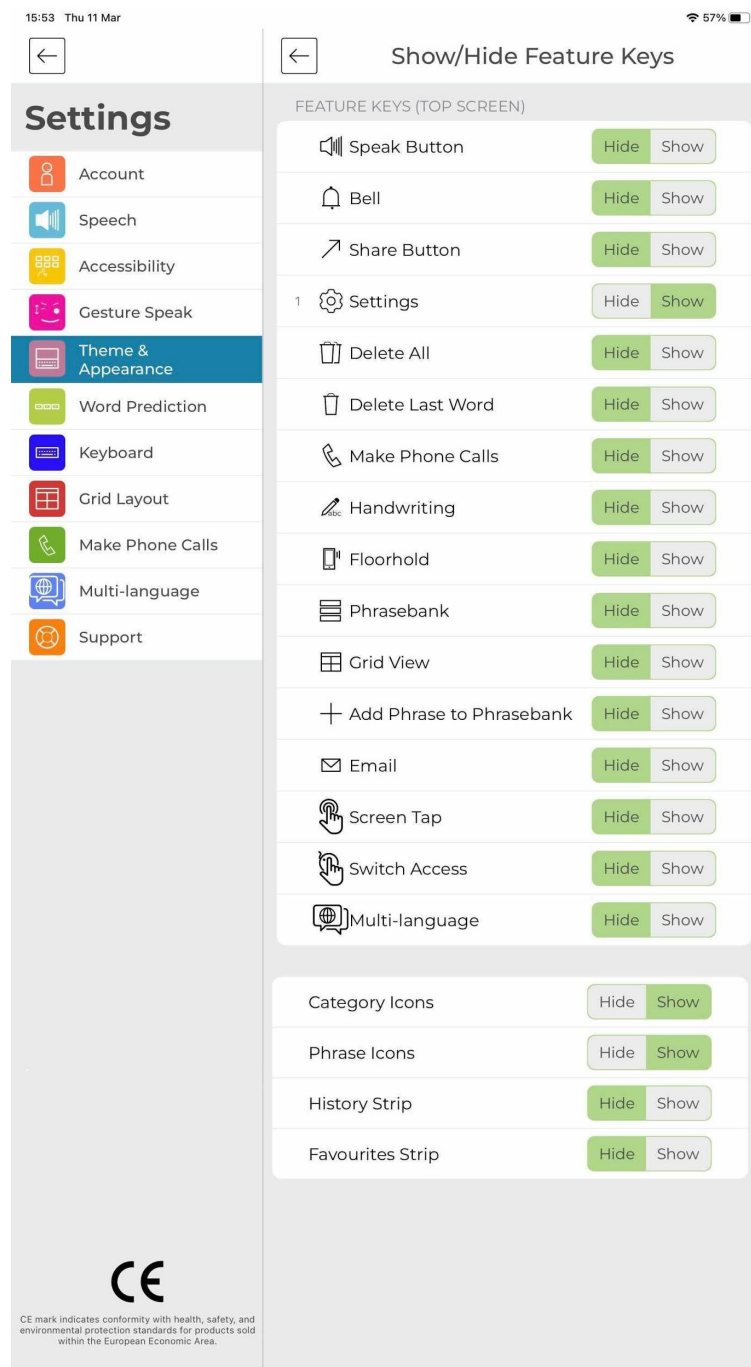 15:53 Thu 11 Mar
57%
Settings
Account
Speech
Accessibility
Gesture Speak
Theme &
Appearance
Word Prediction
Keyboard
Grid Layout
Make Phone Calls
Multi-language
Support
CE
CE mark indicates conformity with health, safety, and
environmental protection standards for products sold
within the European Economic Area.
Show/Hide Feature Keys
FEATURE KEYS (TOP SCREEN)
Speak Button Hide Show
Bell Hide Show
Share Button Hide Show
1 Settings Hide Show
Delete All Hide Show
Delete Last Word Hide Show
Make Phone Calls Hide Show
abc Handwriting Hide Show
Floorhold Hide Show
Phrasebank Hide Show
Grid View Hide Show
Add Phrase to Phrasebank Hide Show
Email Hide Show
Screen Tap Hide Show
Switch Access Hide Show
Multi-language Hide Show
Category Icons Hide Show
Phrase Icons Hide Show
History Strip Hide Show
Favourites Strip Hide Show